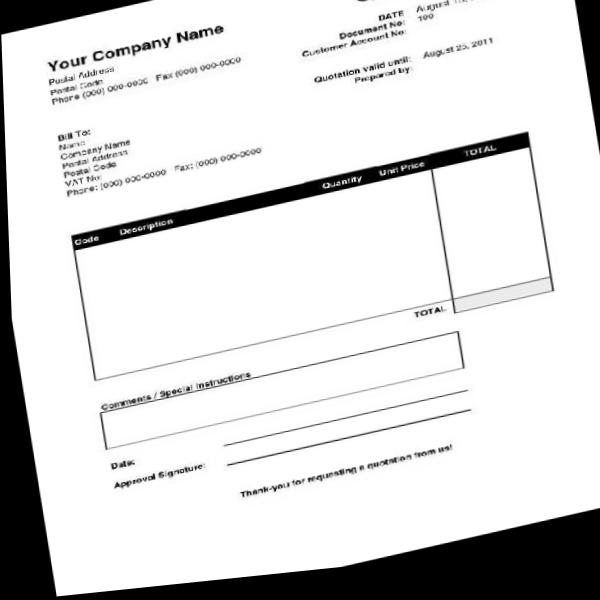 Your Company Name
Postal Address
Postal Code
Phone (000) 000-0000 Fax (000) 000-0000
DATE August
Document No: 100
Customer Account No:
Quotation valid until: August 25, 2011
Prepared by:
Bill To:
Name
Company Name
Postal Address
Postal Code
VAT No:
Phone: (000) 000-0000 Fax: (000) 000-0000
Code Description Quantity Unit Price TOTAL
TOTAL
Comments / Special Instructions
Date:
Approval Signature:
Thank-you for requesting a quotation from us!